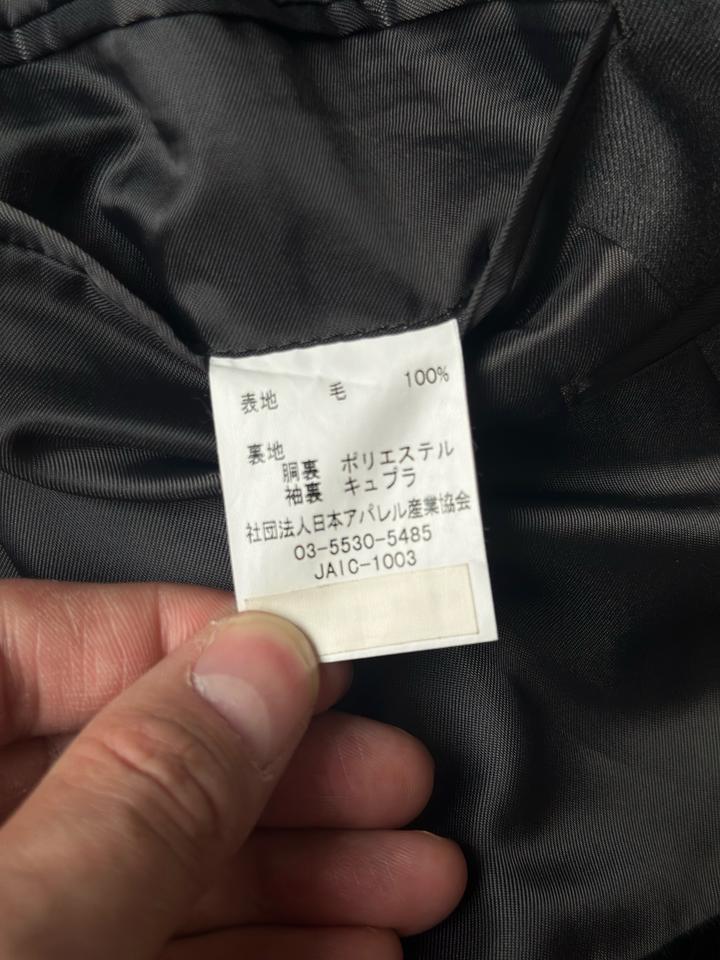 表地 毛 100%
裏地
胴裏 ポリエステル
袖裏 キュプラ
社団法人日本アパレル産業協会
03-5530-5485
JAIC-1003